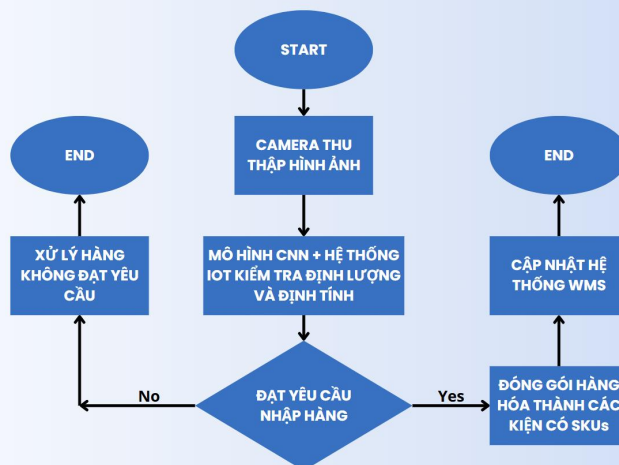 START
CAMERA THU
THẬP HÌNH ẢNH
END
END
XỬ LÝ HÀNG
KHÔNG ĐẠT YÊU
CẦU
MÔ HÌNH CNN + HỆ THỐNG
IOT KIỂM TRA ĐỊNH LƯỢNG
VÀ ĐỊNH TÍNH
CẬP NHẬT HỆ
THỐNG WMS
No
ĐẠT YÊU CẦU
NHẬP HÀNG
Yes
ĐÓNG GÓI HÀNG
HÓA THÀNH CÁC
KIỆN CÓ SKUs